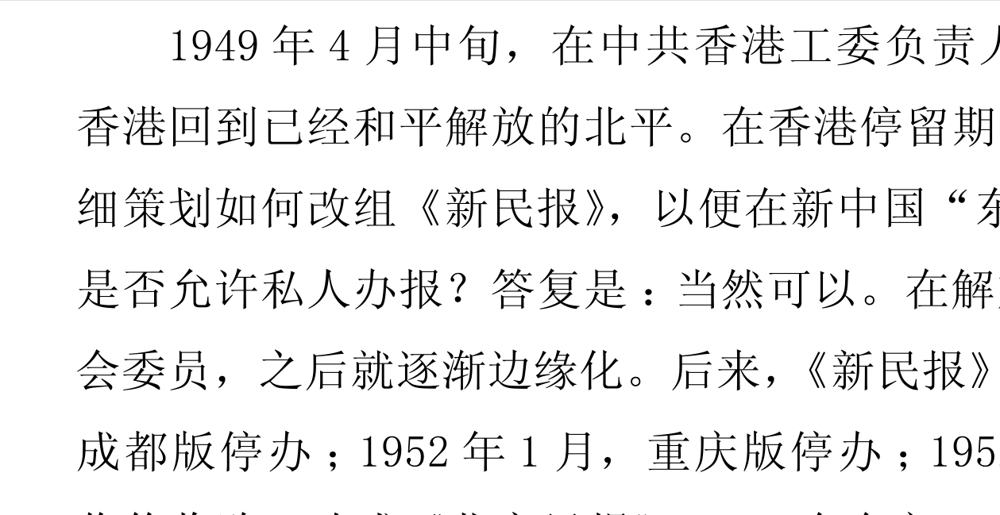 1949 年 4 月中旬，在中共香港工委负责
香港回到已经和平解放的北平。在香港停留期
细策划如何改组《新民报》，以便在新中国“
是否允许私人办报？答复是：当然可以。在解
会委员，之后就逐渐边缘化。后来，《新民报》
成都版停办；1952 年 1 月，重庆版停办；195